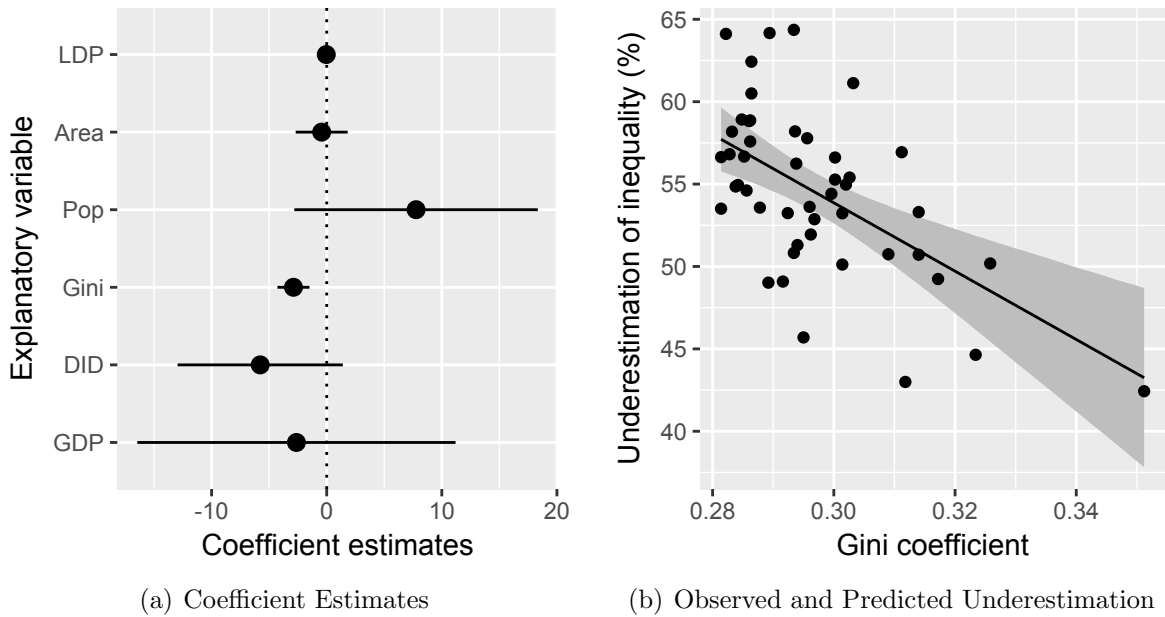 Explanatory variable
LDP
Area
Pop
Gini
DID
GDP
-10 0 10 20
Coefficient estimates
(a) Coefficient Estimates
Underestimation of inequality (%)
65
60
55
50
45
40
0.28 0.30 0.32 0.34
Gini coefficient
(b) Observed and Predicted Underestimation